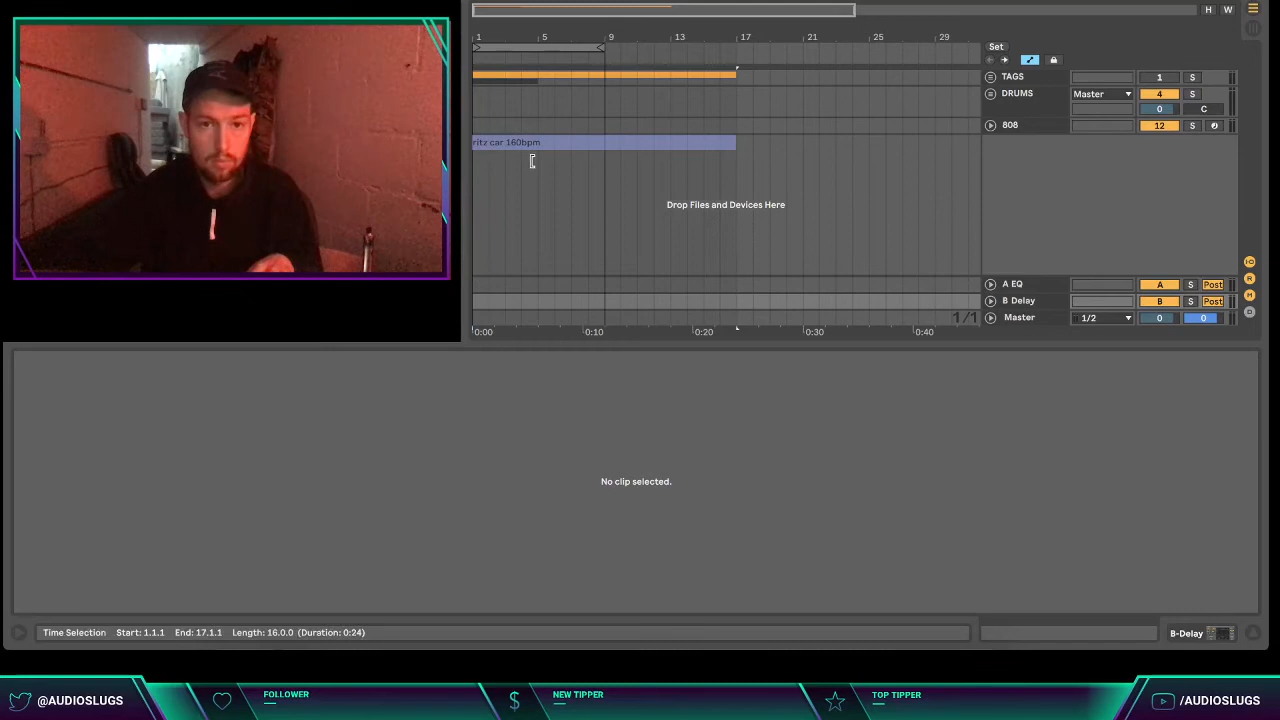 H W
1 5 9 13 17 21 25 29
Set
TAGS 1 S
DRUMS Master 4 S
0 C
808 12 S
ritz car 160bpm
Drop Files and Devices Here
A EQ A S Post
B Delay B S Post
Master 1/2 0 0
1/1
0:00 0:10 0:20 0:30 0:40
No clip selected.
Time Selection Start: 1.1.1 End: 17.1.1 Length: 16.0.0 (Duration: 0:24)
B-Delay
@AUDIOSLUGS
FOLLOWER
$ NEW TIPPER
TOP TIPPER
/AUDIOSLUGS